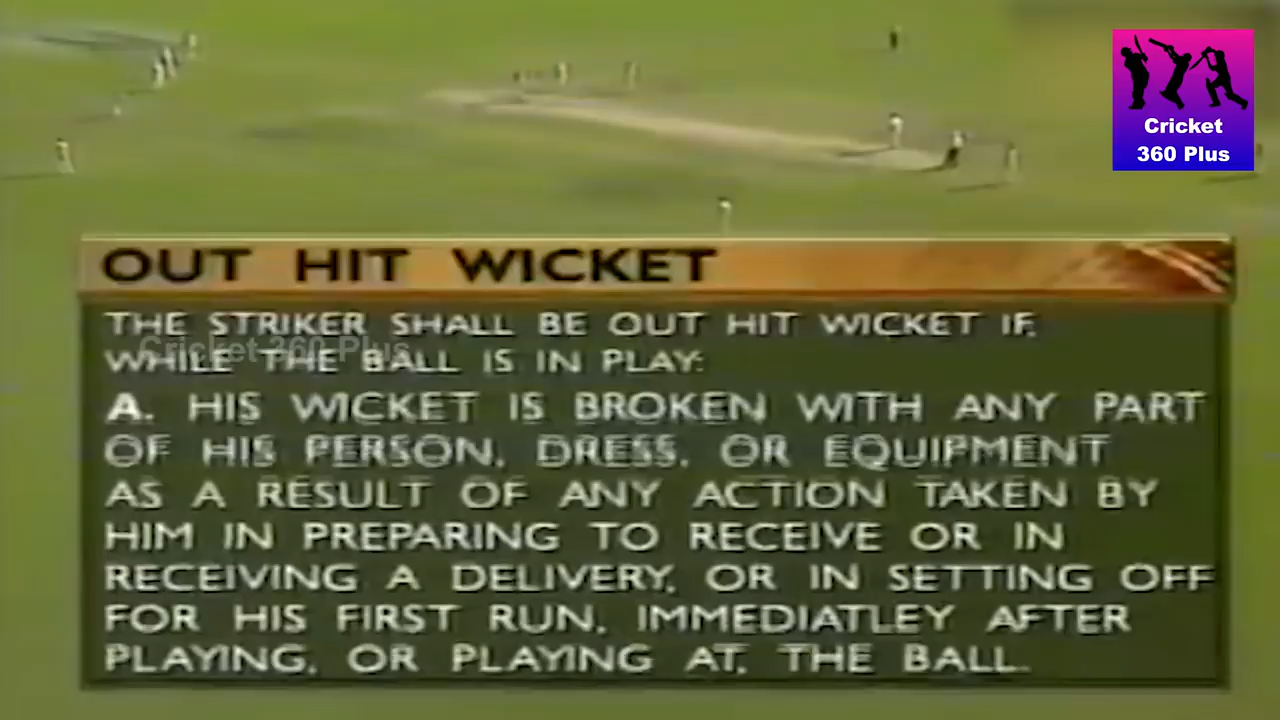 Cricket
360 Plus
OUT HIT WICKET
THE STRIKER SHALL BE OUT HIT WICKET IF,
Cricket 360 Plus
WHILE THE BALL IS IN PLAY:
A. HIS WICKET IS BROKEN WITH ANY PART
OF HIS PERSON, DRESS, OR EQUIPMENT
AS A RESULT OF ANY ACTION TAKEN BY
HIM IN PREPARING TO RECEIVE OR IN
RECEIVING A DELIVERY, OR IN SETTING OFF
FOR HIS FIRST RUN, IMMEDIATLEY AFTER
PLAYING, OR PLAYING AT, THE BALL.